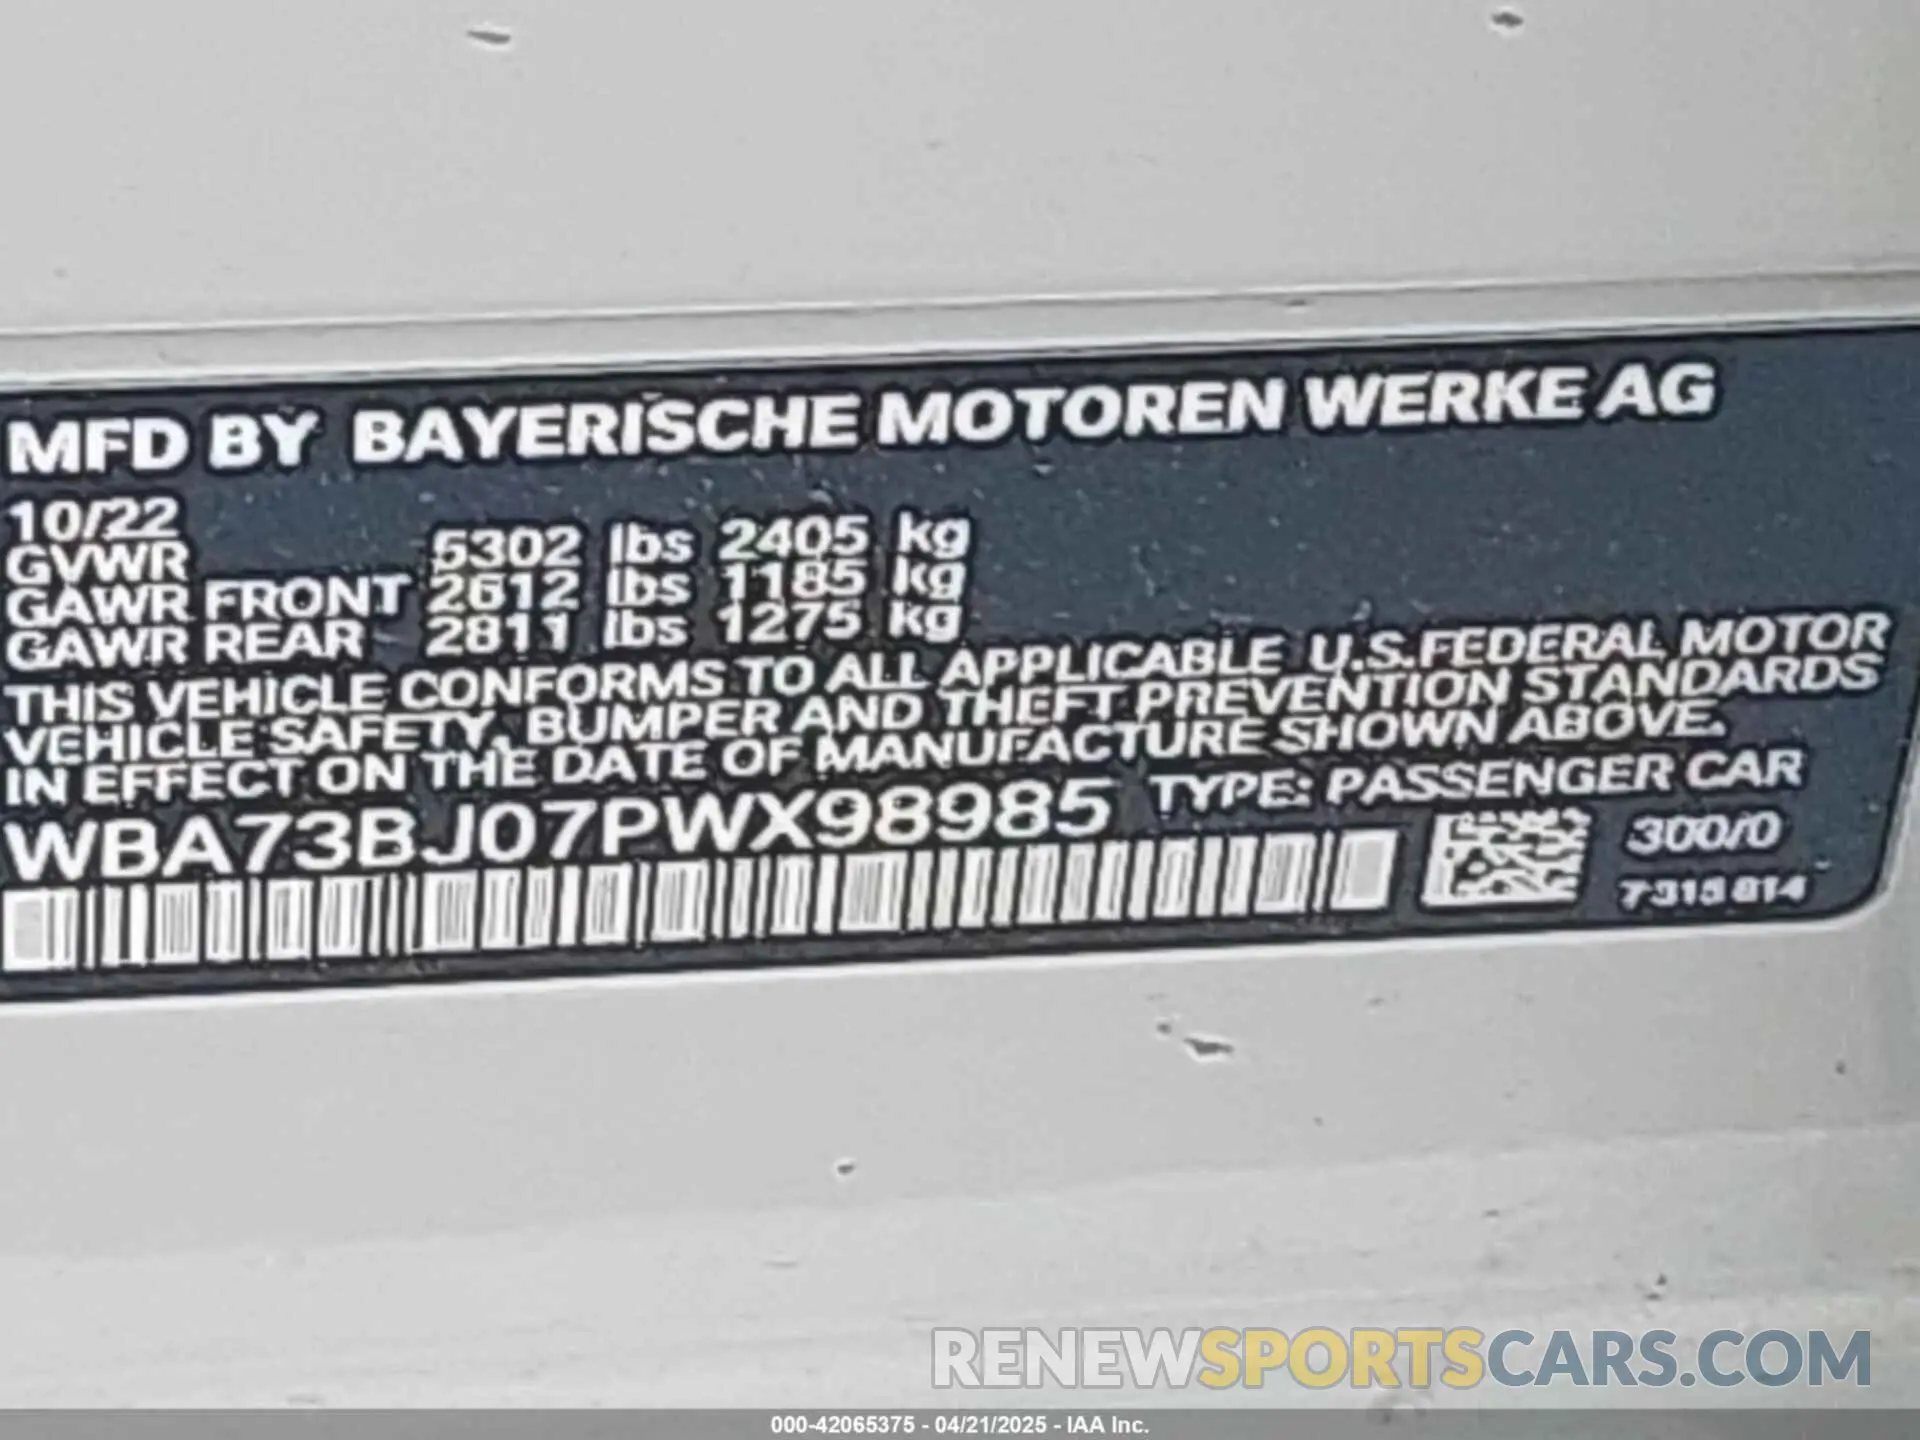 MFD BY BAYERISCHE MOTOREN WERKE AG
10/22
GVWR 5302 lbs 2405 kg
GAWR FRONT 2612 lbs 1185 kg
GAWR REAR 2811 lbs 1275 kg
THIS VEHICLE CONFORMS TO ALL APPLICABLE U.S.FEDERAL MOTOR
VEHICLE SAFETY, BUMPER AND THEFT PREVENTION STANDARDS
IN EFFECT ON THE DATE OF MANUFACTURE SHOWN ABOVE.
WBA73BJ07PWX98985 TYPE: PASSENGER CAR
300/0
7315814
RENEWSPORTSCARS.COM
000-42065375 - 04/21/2025 - IAA Inc.